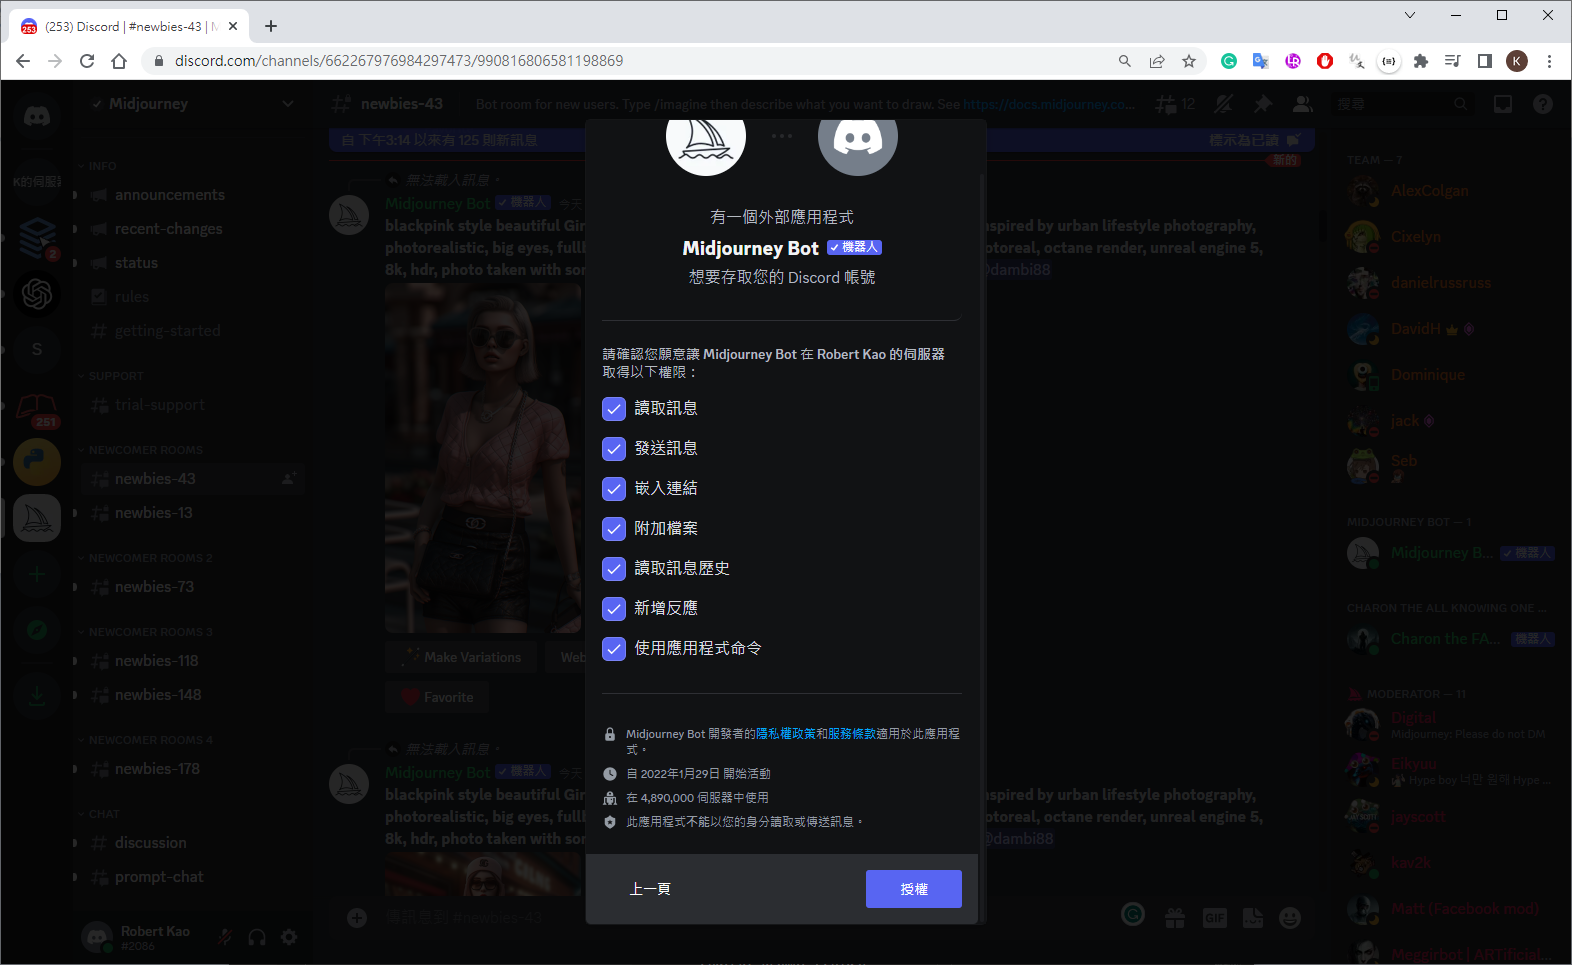 (253) Discord | #newbies-43 |
discord.com/channels/662267976984297473/990816806581198869
K
Midjourney
newbies-43
Bot room for new users. Type /imagine then describe what you want to draw. See https://docs.midjourney.co...
12
搜尋
自 下午3:14 以來有 125 則新訊息
標示為已讀
新的
K的伺服器
2
S
251
INFO
announcements
recent-changes
status
rules
getting-started
SUPPORT
trial-support
NEWCOMER ROOMS
newbies-43
newbies-13
NEWCOMER ROOMS 2
newbies-73
NEWCOMER ROOMS 3
newbies-118
newbies-148
NEWCOMER ROOMS 4
newbies-178
CHAT
discussion
prompt-chat
Robert Kao
#2086
無法載入訊息。
Midjourney Bot 機器人 今天
blackpink style beautiful Gir
nspired by urban lifestyle photography,
photorealistic, big eyes, fullb
otoreal, octane render, unreal engine 5,
8k, hdr, photo taken with son
@dambi88
Make Variations
Web
Favorite
無法載入訊息。
Midjourney Bot 機器人 今天
blackpink style beautiful Gir
nspired by urban lifestyle photography,
photorealistic, big eyes, fullb
otoreal, octane render, unreal engine 5,
8k, hdr, photo taken with son
@dambi88
傳訊息到 #newbies-43
GIF
有一個外部應用程式
Midjourney Bot 機器人
想要存取您的 Discord 帳號
請確認您願意讓 Midjourney Bot 在 Robert Kao 的伺服器
取得以下權限：
讀取訊息
發送訊息
嵌入連結
附加檔案
讀取訊息歷史
新增反應
使用應用程式命令
Midjourney Bot 開發者的隱私權政策和服務條款適用於此應用程
式。
自 2022年1月29日 開始活動
在 4,890,000 伺服器中使用
此應用程式不能以您的身分讀取或傳送訊息。
上一頁
授權
TEAM — 7
AlexColgan
Cixelyn
danielrussruss
DavidH
Dominique
jack
Seb
MIDJOURNEY BOT — 1
Midjourney B... 機器人
CHARON THE ALL KNOWING ONE ...
Charon the FA... 機器人
MODERATOR — 11
Digital
Midjourney: Please do not DM
Elkyuu
Hype boy 너만 원해 Hype ...
jayscott
kav2k
Matt (Facebook mod)
Meggirbot | ARTificial...